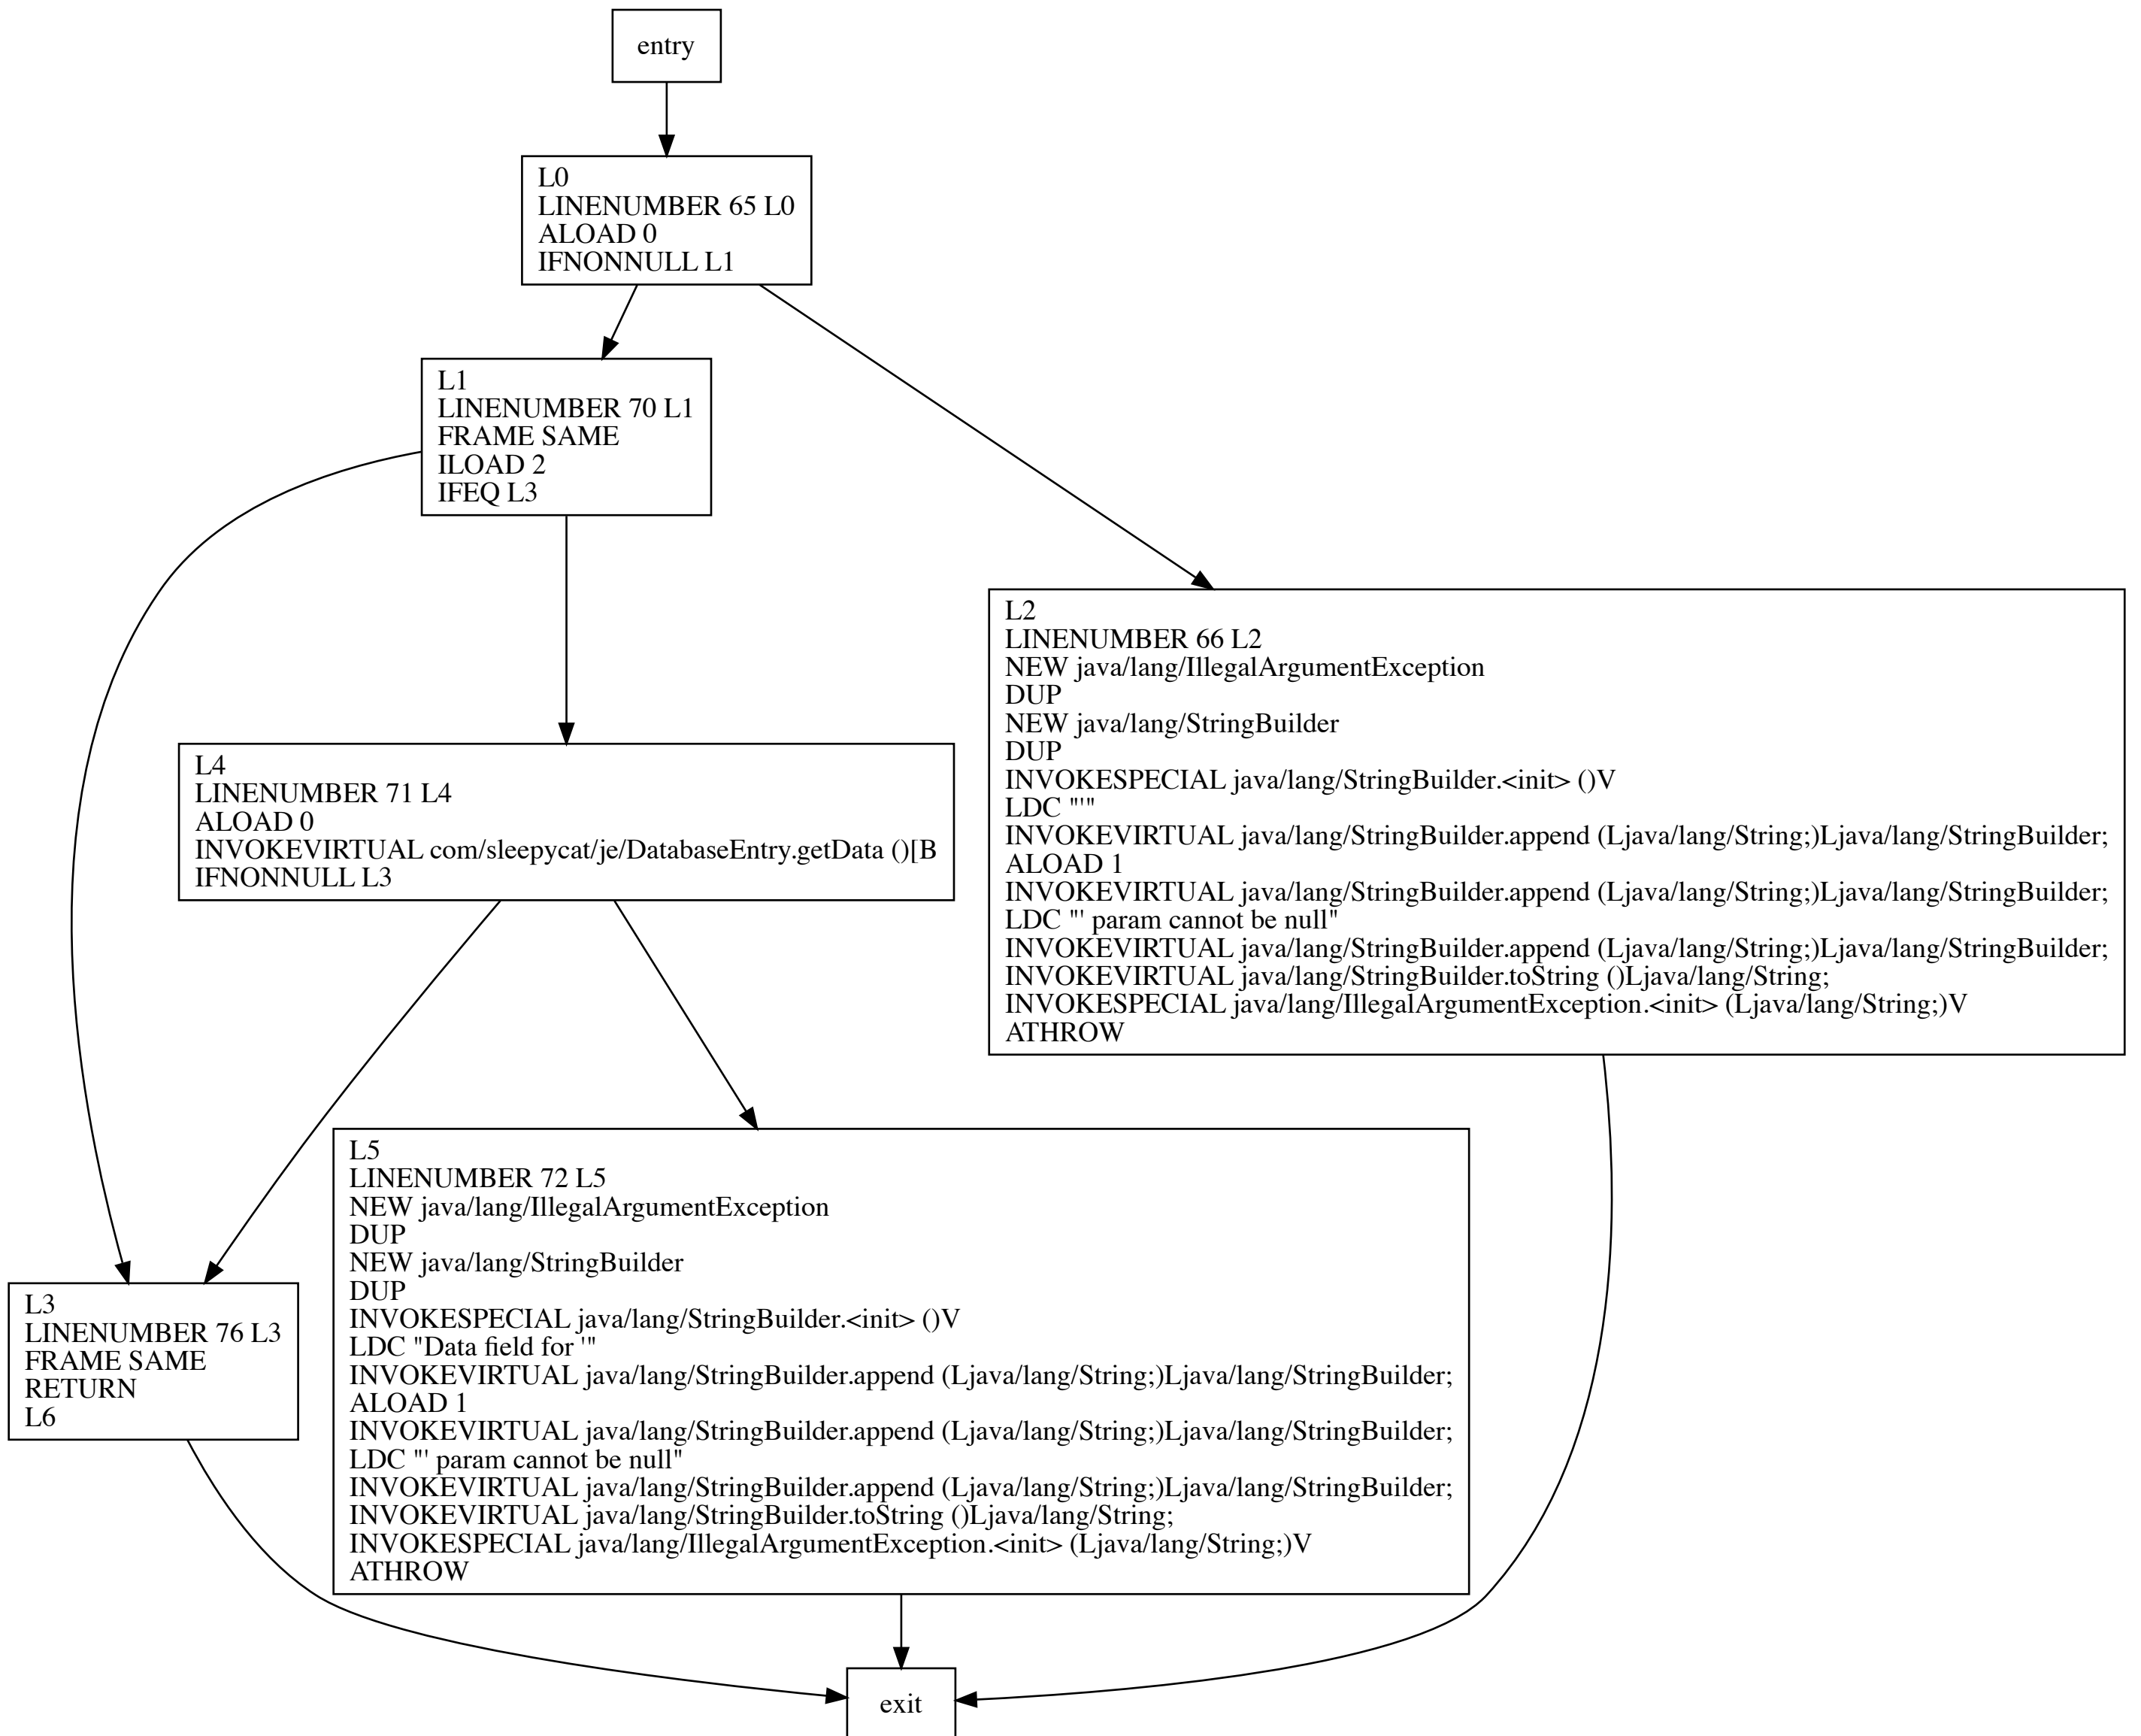 entry
L0
LINENUMBER 65 L0
ALOAD 0
IFNONNULL L1
L1
LINENUMBER 70 L1
FRAME SAME
ILOAD 2
IFEQ L3
L2
LINENUMBER 66 L2
NEW java/lang/IllegalArgumentException
DUP
NEW java/lang/StringBuilder
DUP
INVOKESPECIAL java/lang/StringBuilder.<init> ()V
LDC "'"
INVOKEVIRTUAL java/lang/StringBuilder.append (Ljava/lang/String;)Ljava/lang/StringBuilder;
ALOAD 1
INVOKEVIRTUAL java/lang/StringBuilder.append (Ljava/lang/String;)Ljava/lang/StringBuilder;
LDC "' param cannot be null"
INVOKEVIRTUAL java/lang/StringBuilder.append (Ljava/lang/String;)Ljava/lang/StringBuilder;
INVOKEVIRTUAL java/lang/StringBuilder.toString ()Ljava/lang/String;
INVOKESPECIAL java/lang/IllegalArgumentException.<init> (Ljava/lang/String;)V
ATHROW
L4
LINENUMBER 71 L4
ALOAD 0
INVOKEVIRTUAL com/sleepycat/je/DatabaseEntry.getData ()[B
IFNONNULL L3
L5
LINENUMBER 72 L5
NEW java/lang/IllegalArgumentException
DUP
NEW java/lang/StringBuilder
DUP
INVOKESPECIAL java/lang/StringBuilder.<init> ()V
LDC "Data field for '"
INVOKEVIRTUAL java/lang/StringBuilder.append (Ljava/lang/String;)Ljava/lang/StringBuilder;
ALOAD 1
INVOKEVIRTUAL java/lang/StringBuilder.append (Ljava/lang/String;)Ljava/lang/StringBuilder;
LDC "' param cannot be null"
INVOKEVIRTUAL java/lang/StringBuilder.append (Ljava/lang/String;)Ljava/lang/StringBuilder;
INVOKEVIRTUAL java/lang/StringBuilder.toString ()Ljava/lang/String;
INVOKESPECIAL java/lang/IllegalArgumentException.<init> (Ljava/lang/String;)V
ATHROW
L3
LINENUMBER 76 L3
FRAME SAME
RETURN
L6
exit